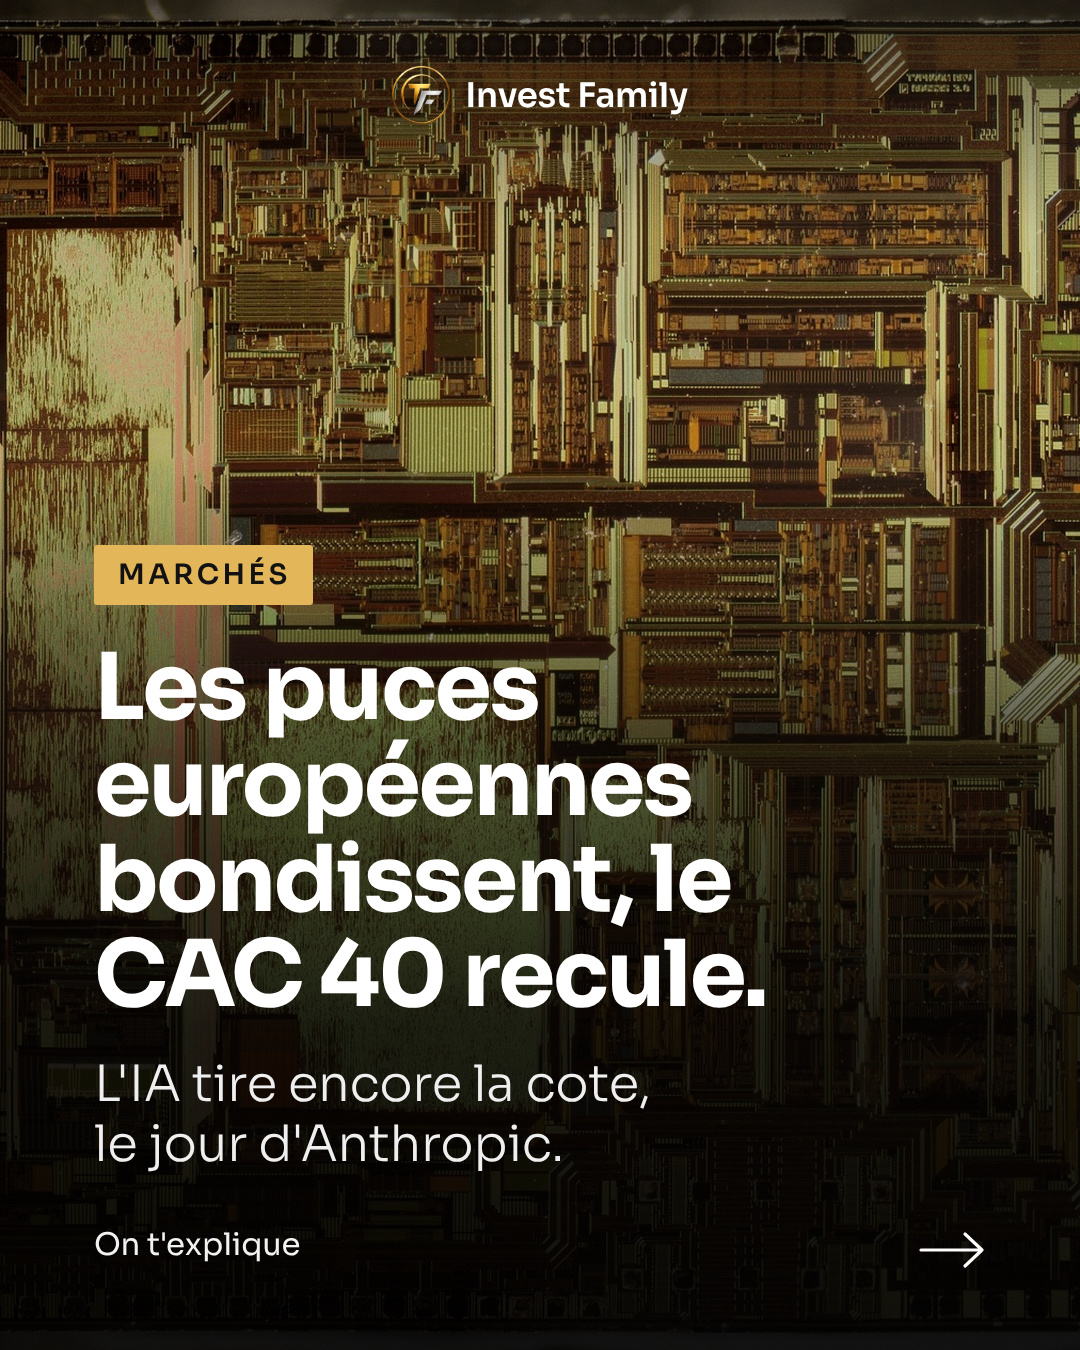 Invest Family
MARCHÉS
Les puces
européennes
bondissent, le
CAC 40 recule.
L'IA tire encore la cote,
le jour d'Anthropic.
On t'explique